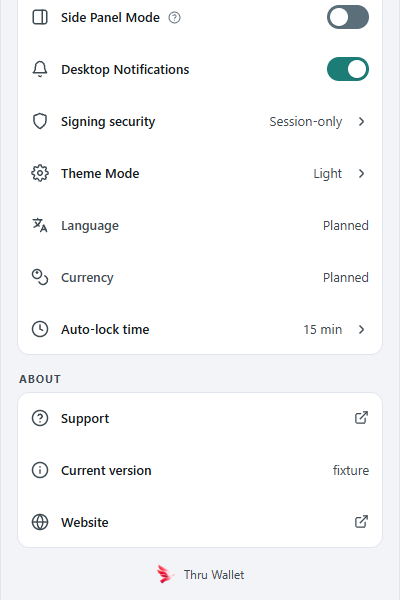 Side Panel Mode
Desktop Notifications
Signing security Session-only
Theme Mode Light
Language Planned
Currency Planned
Auto-lock time 15 min
ABOUT
Support
Current version fixture
Website
Thru Wallet